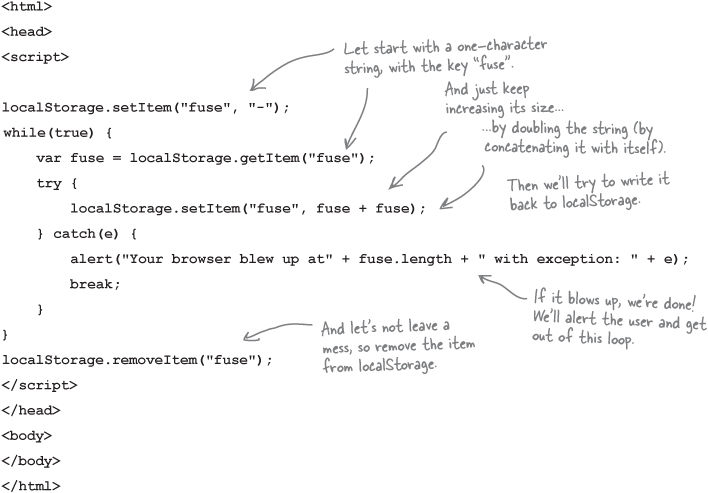 <html>
<head>
<script>
Let start with a one-character
string, with the key "fuse".
localStorage.setItem("fuse", "-");
And just keep
increasing its size...
while(true) {
...by doubling the string (by
concatenating it with itself).
var fuse = localStorage.getItem("fuse");
try {
Then we'll try to write it
back to localStorage.
localStorage.setItem("fuse", fuse + fuse);
} catch(e) {
alert("Your browser blew up at" + fuse.length + " with exception: " + e);
break;
If it blows up, we're done!
We'll alert the user and get
out of this loop.
}
}
And let's not leave a
mess, so remove the item
from localStorage.
localStorage.removeItem("fuse");
</script>
</head>
<body>
</body>
</html>